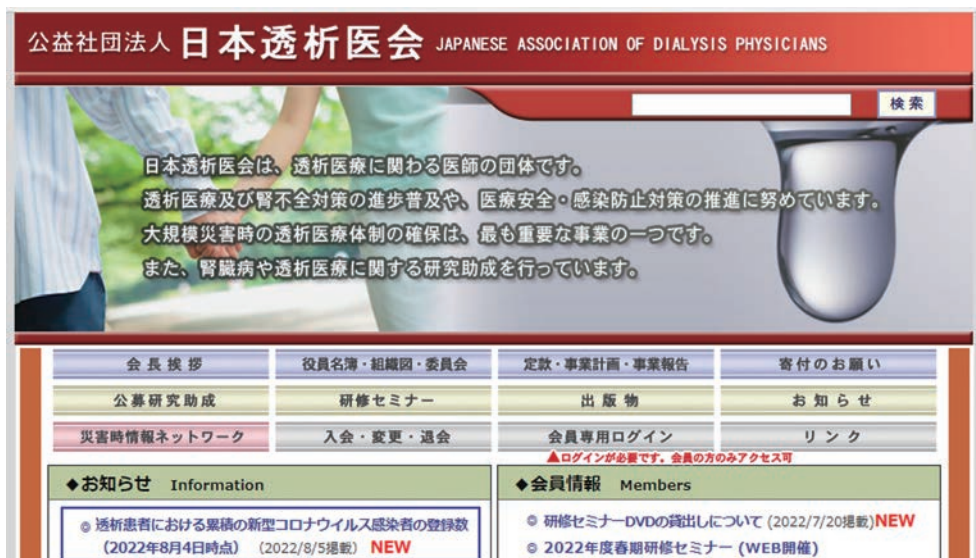 公益社団法人 日本透析医会 JAPANESE ASSOCIATION OF DIALYSIS PHYSICIANS
検索
日本透析医会は、透析医療に関わる医師の団体です。
透析医療及び腎不全対策の進歩普及や、医療安全・感染防止対策の推進に努めています。
大規模災害時の透析医療体制の確保は、最も重要な事業の一つです。
また、腎臓病や透析医療に関する研究助成を行っています。
会長挨拶 役員名簿・組織図・委員会 定款・事業計画・事業報告 寄付のお願い
公募研究助成 研修セミナー 出版物 お知らせ
災害時情報ネットワーク 入会・変更・退会 会員専用ログイン リンク
▲ログインが必要です。会員の方のみアクセス可
◆お知らせ Information
◎ 透析患者における累積の新型コロナウイルス感染者の登録数
(2022年8月4日時点) (2022/8/5掲載) NEW
◆会員情報 Members
◎ 研修セミナーDVDの貸出しについて (2022/7/20掲載)NEW
◎ 2022年度春期研修セミナー (WEB開催)